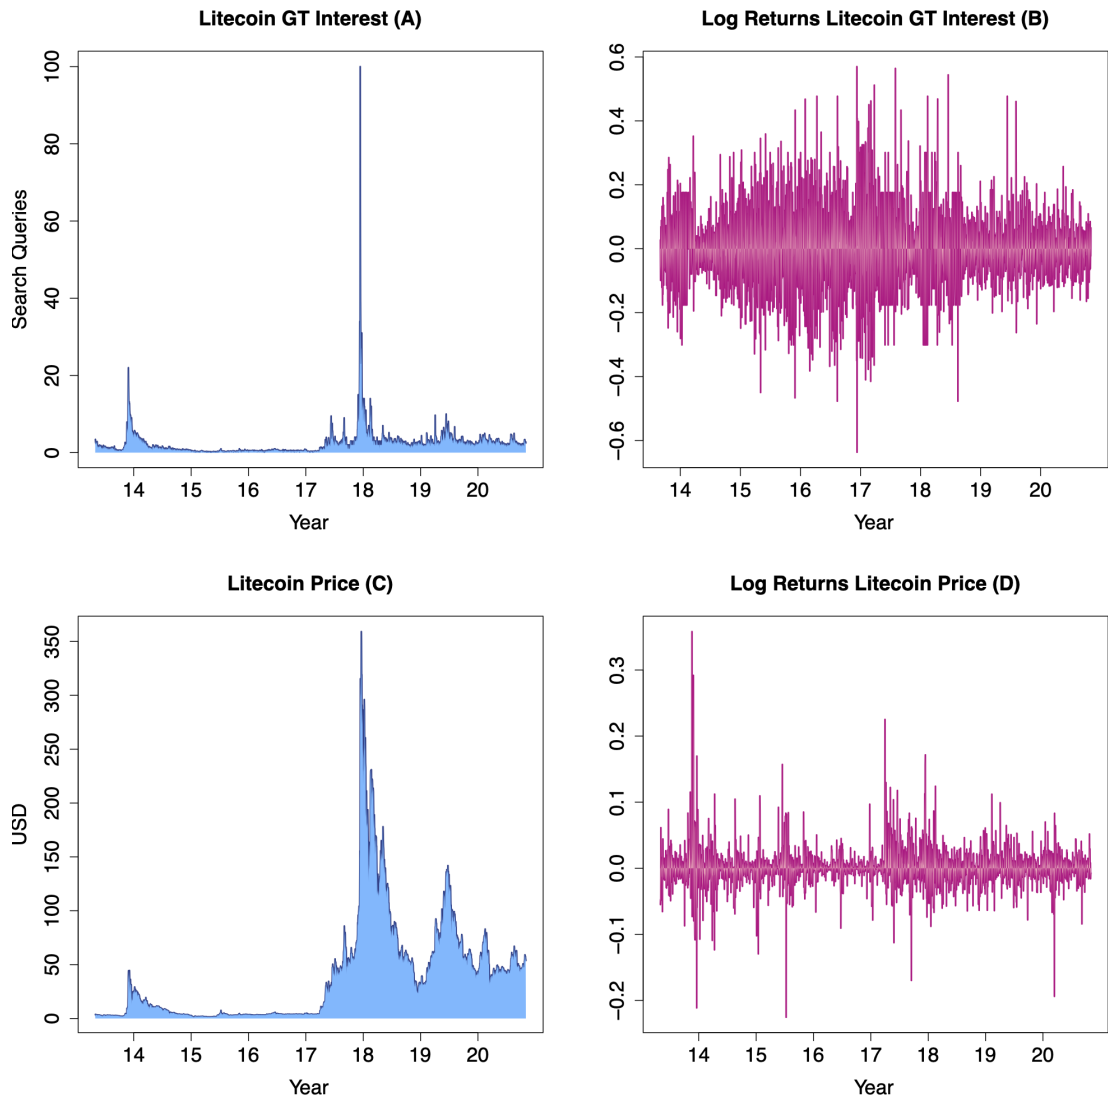 Litecoin GT Interest (A)
Search Queries
100
80
60
40
20
0
14 15 16 17 18 19 20
Year
Log Returns Litecoin GT Interest (B)
0.6
0.4
0.2
0.0
−0.2
−0.4
−0.6
14 15 16 17 18 19 20
Year
Litecoin Price (C)
USD
350
300
250
200
150
100
50
0
14 15 16 17 18 19 20
Year
Log Returns Litecoin Price (D)
0.3
0.2
0.1
0.0
−0.1
−0.2
14 15 16 17 18 19 20
Year